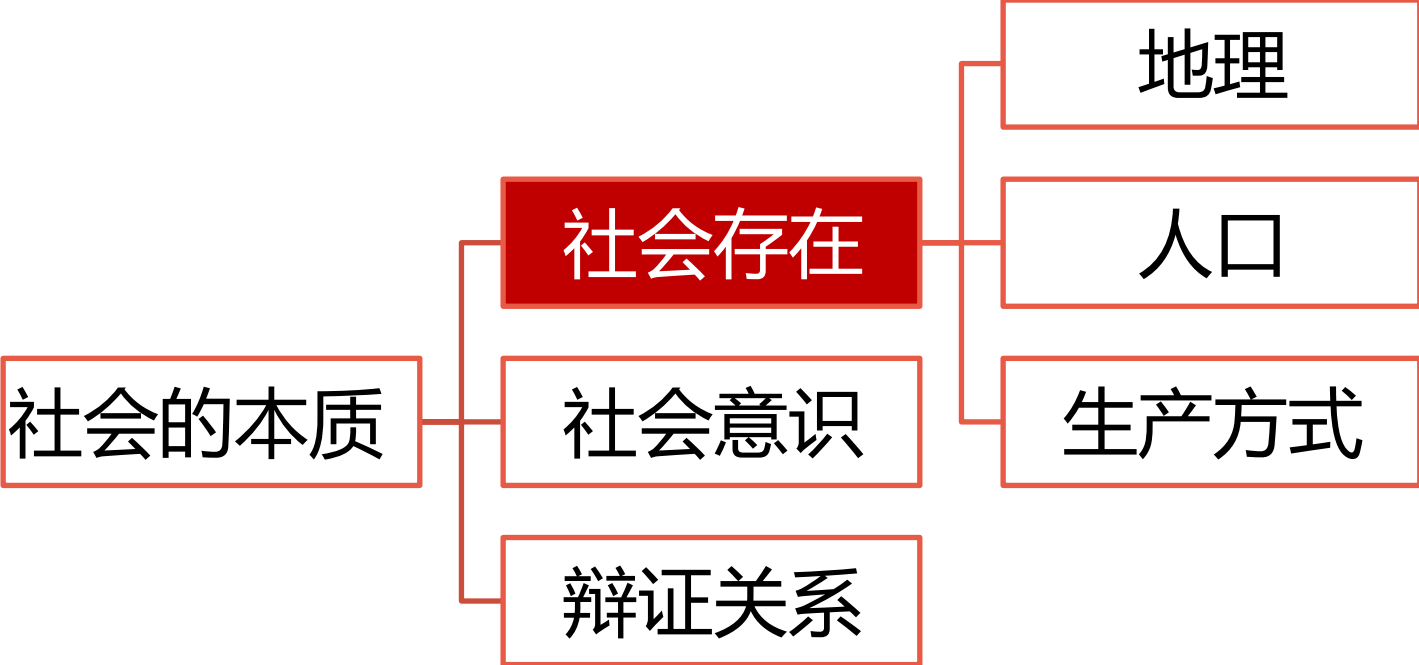 社会的本质
社会存在
地理
人口
生产方式
社会意识
辩证关系